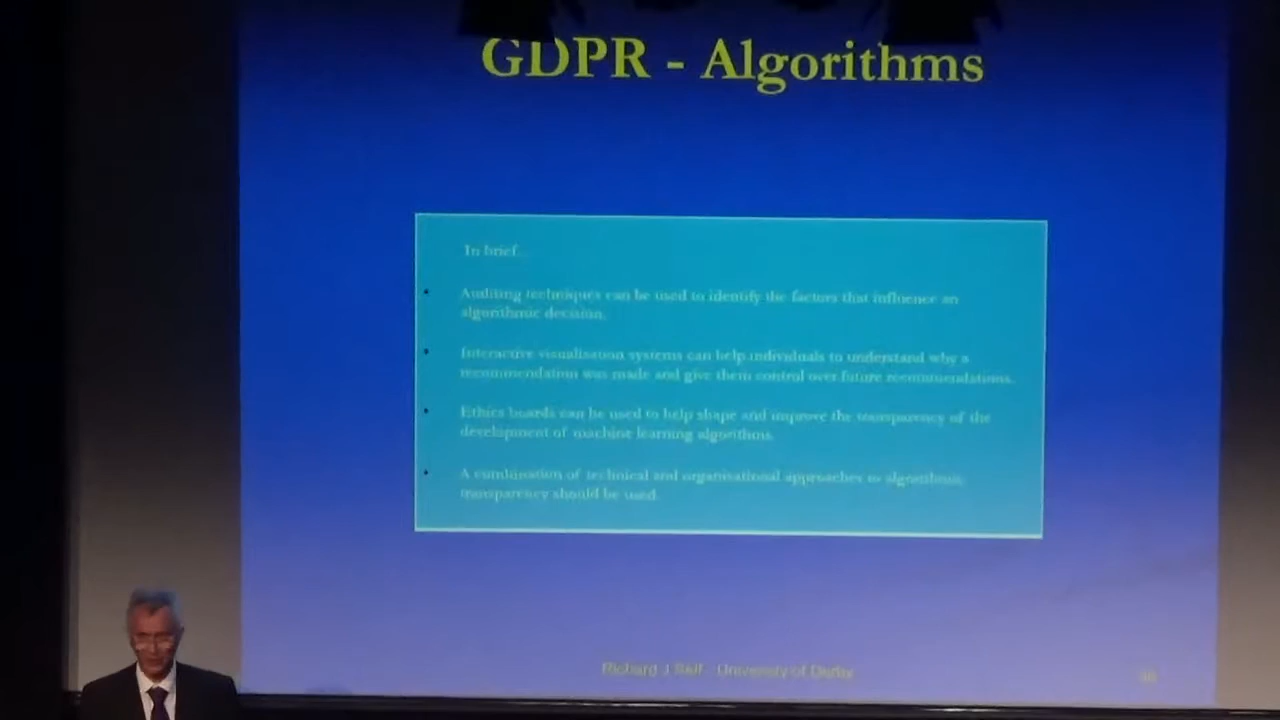 GDPR - Algorithms
In brief...
Auditing techniques can be used to identify the factors that influence an
algorithmic decision.
Interactive visualisation systems can help individuals to understand why a
recommendation was made and give them control over future recommendations.
Ethics boards can be used to help shape and improve the transparency of the
development of machine learning algorithms.
A combination of technical and organisational approaches to algorithmic
transparency should be used.
Richard J Self - University of Derby